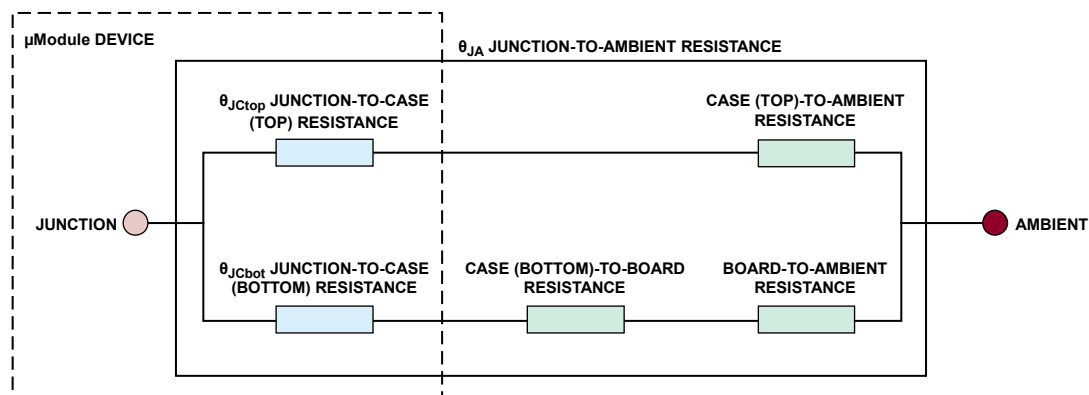 µModule DEVICE
θJA JUNCTION-TO-AMBIENT RESISTANCE
θJCtop JUNCTION-TO-CASE
(TOP) RESISTANCE
CASE (TOP)-TO-AMBIENT
RESISTANCE
JUNCTION
AMBIENT
θJCbot JUNCTION-TO-CASE
(BOTTOM) RESISTANCE
CASE (BOTTOM)-TO-BOARD
RESISTANCE
BOARD-TO-AMBIENT
RESISTANCE